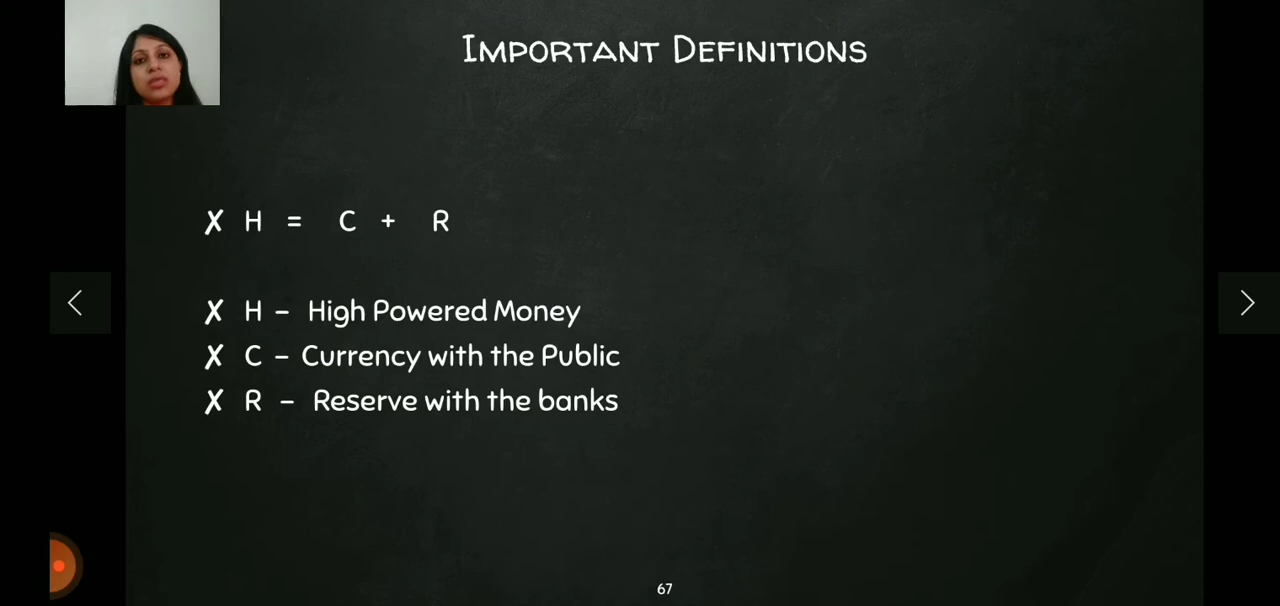 Important Definitions
✗ H = C + R
✗ H – High Powered Money
✗ C – Currency with the Public
✗ R – Reserve with the banks
67